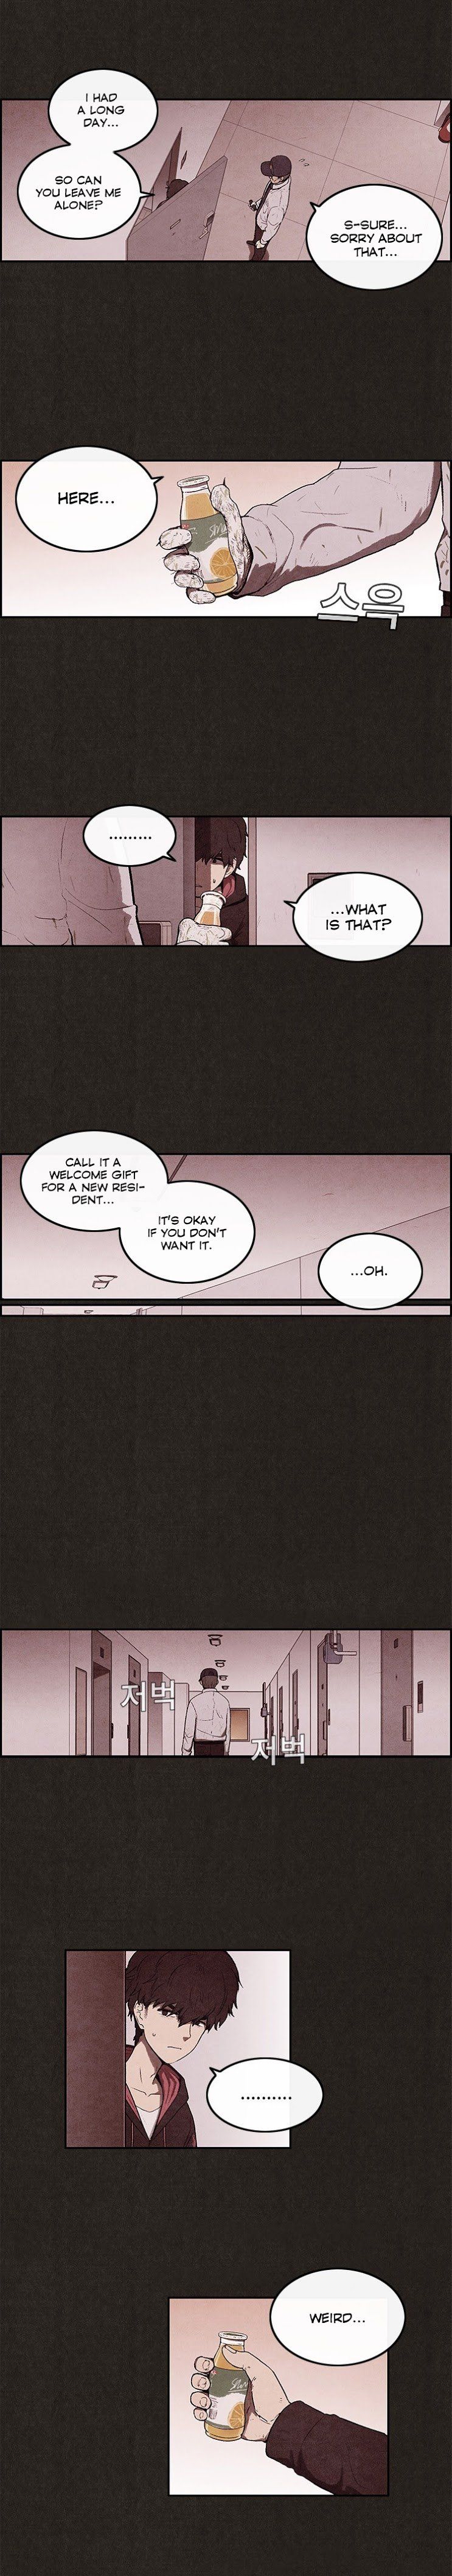 I HAD
A LONG
DAY...
SO CAN
YOU LEAVE ME
ALONE?
S-SURE...
SORRY ABOUT
THAT...
HERE...
스윽
.........
...WHAT
IS THAT?
CALL IT A
WELCOME GIFT
FOR A NEW RESI-
DENT...
IT'S OKAY
IF YOU DON'T
WANT IT.
...OH.
저벅
저벅
..........
WEIRD...